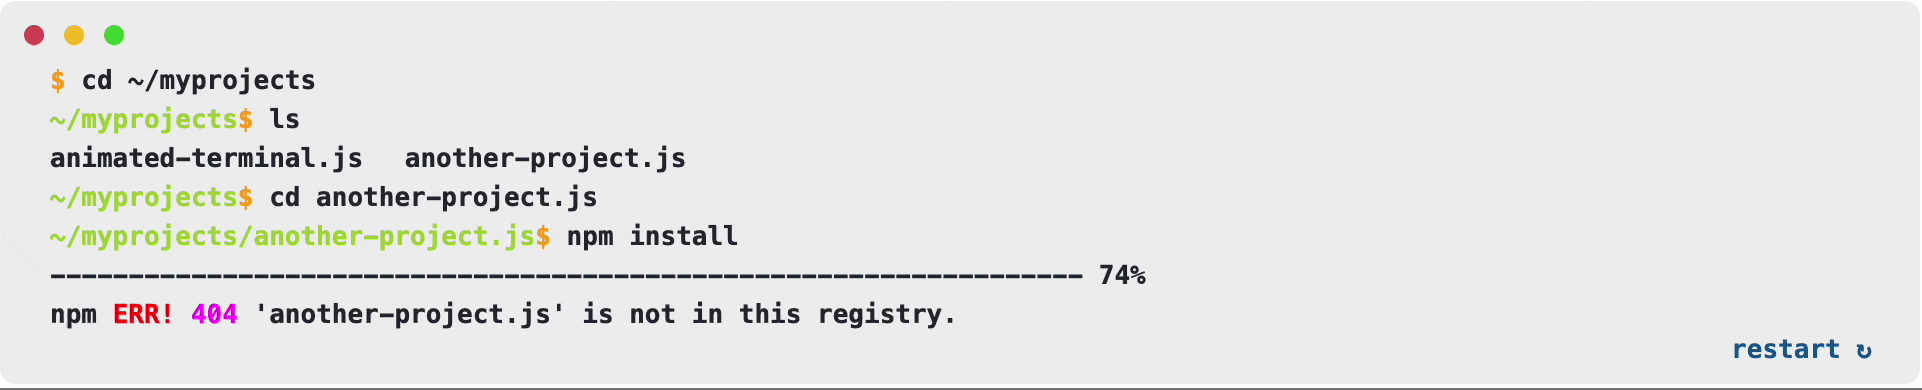 $ cd ~/myprojects
~/myprojects$ ls
animated-terminal.js  another-project.js
~/myprojects$ cd another-project.js
~/myprojects/another-project.js$ npm install
------------------------------------------------------------------ 74%
npm ERR! 404 'another-project.js' is not in this registry.
restart ↻